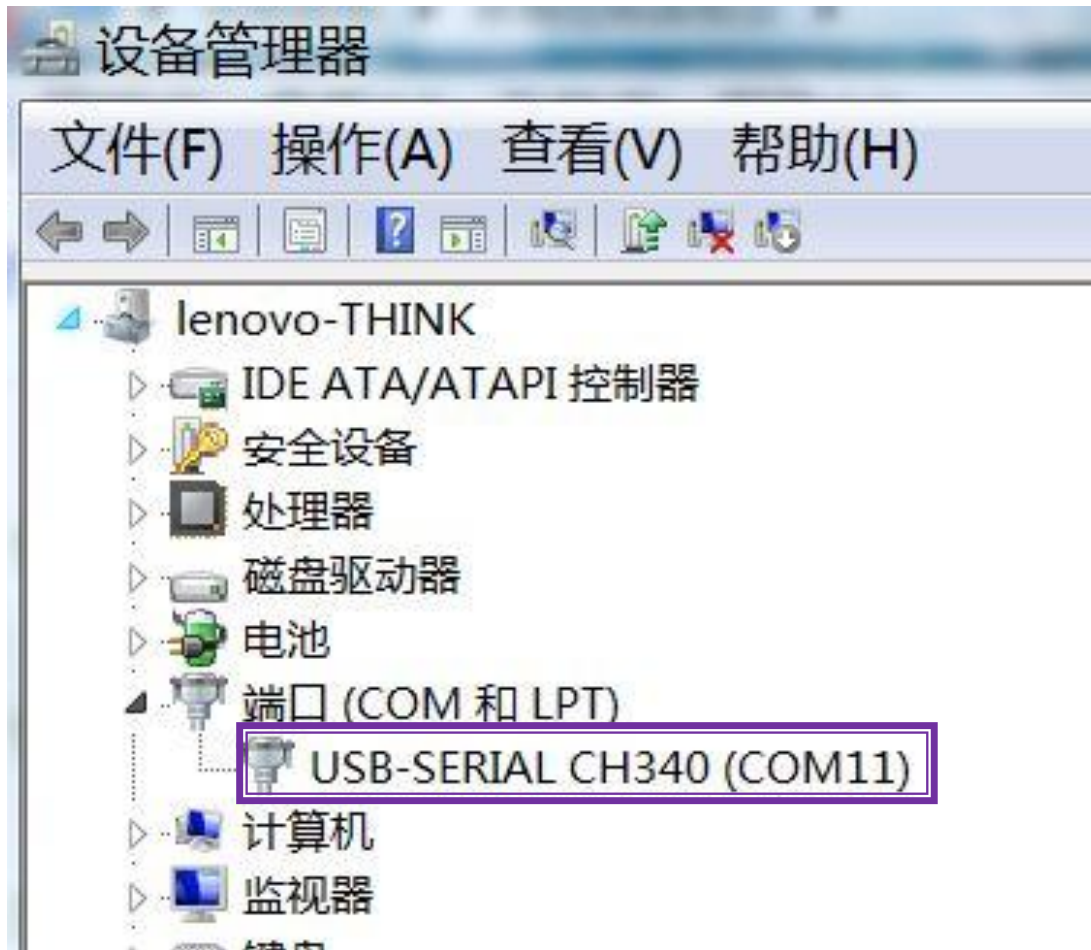 设备管理器
文件(F) 操作(A) 查看(V) 帮助(H)
lenovo-THINK
IDE ATA/ATAPI 控制器
安全设备
处理器
磁盘驱动器
电池
端口 (COM 和 LPT)
USB-SERIAL CH340 (COM11)
计算机
监视器